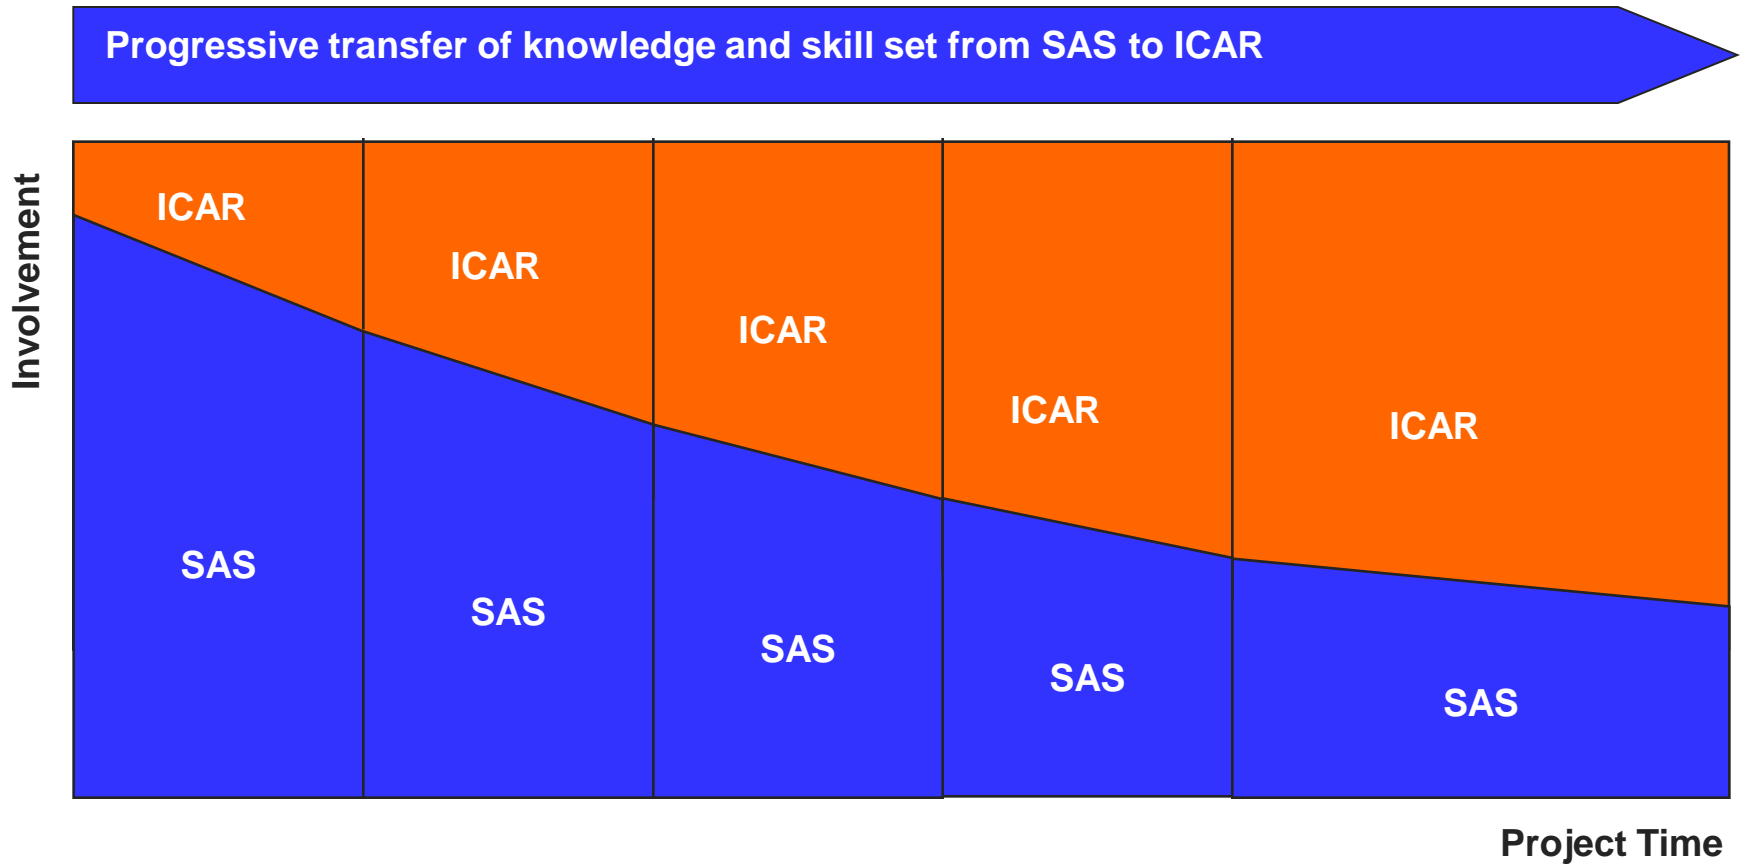 Progressive transfer of knowledge and skill set from SAS to ICAR
Involvement
ICAR
ICAR
ICAR
ICAR
ICAR
SAS
SAS
SAS
SAS
SAS
Project Time